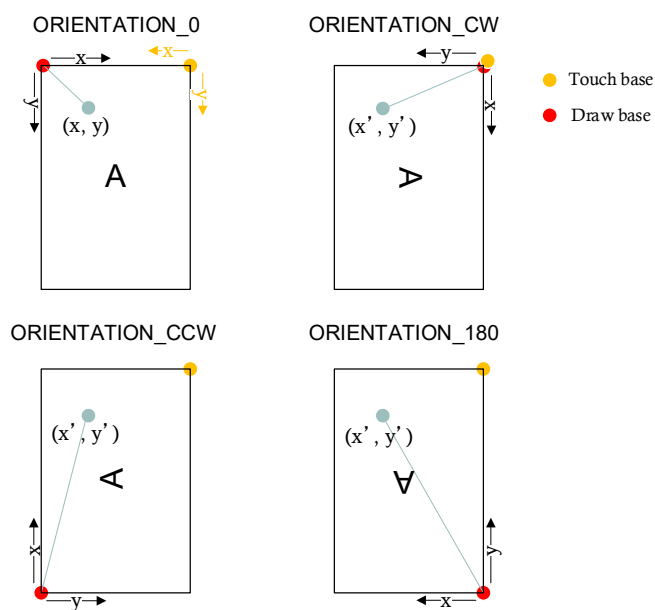 ORIENTATION_0
x
x
y
y
(x, y)
A
ORIENTATION_CW
y
x
(x', y')
A
Touch base
Draw base
ORIENTATION_CCW
(x', y')
A
x
y
ORIENTATION_180
(x', y')
A
y
x